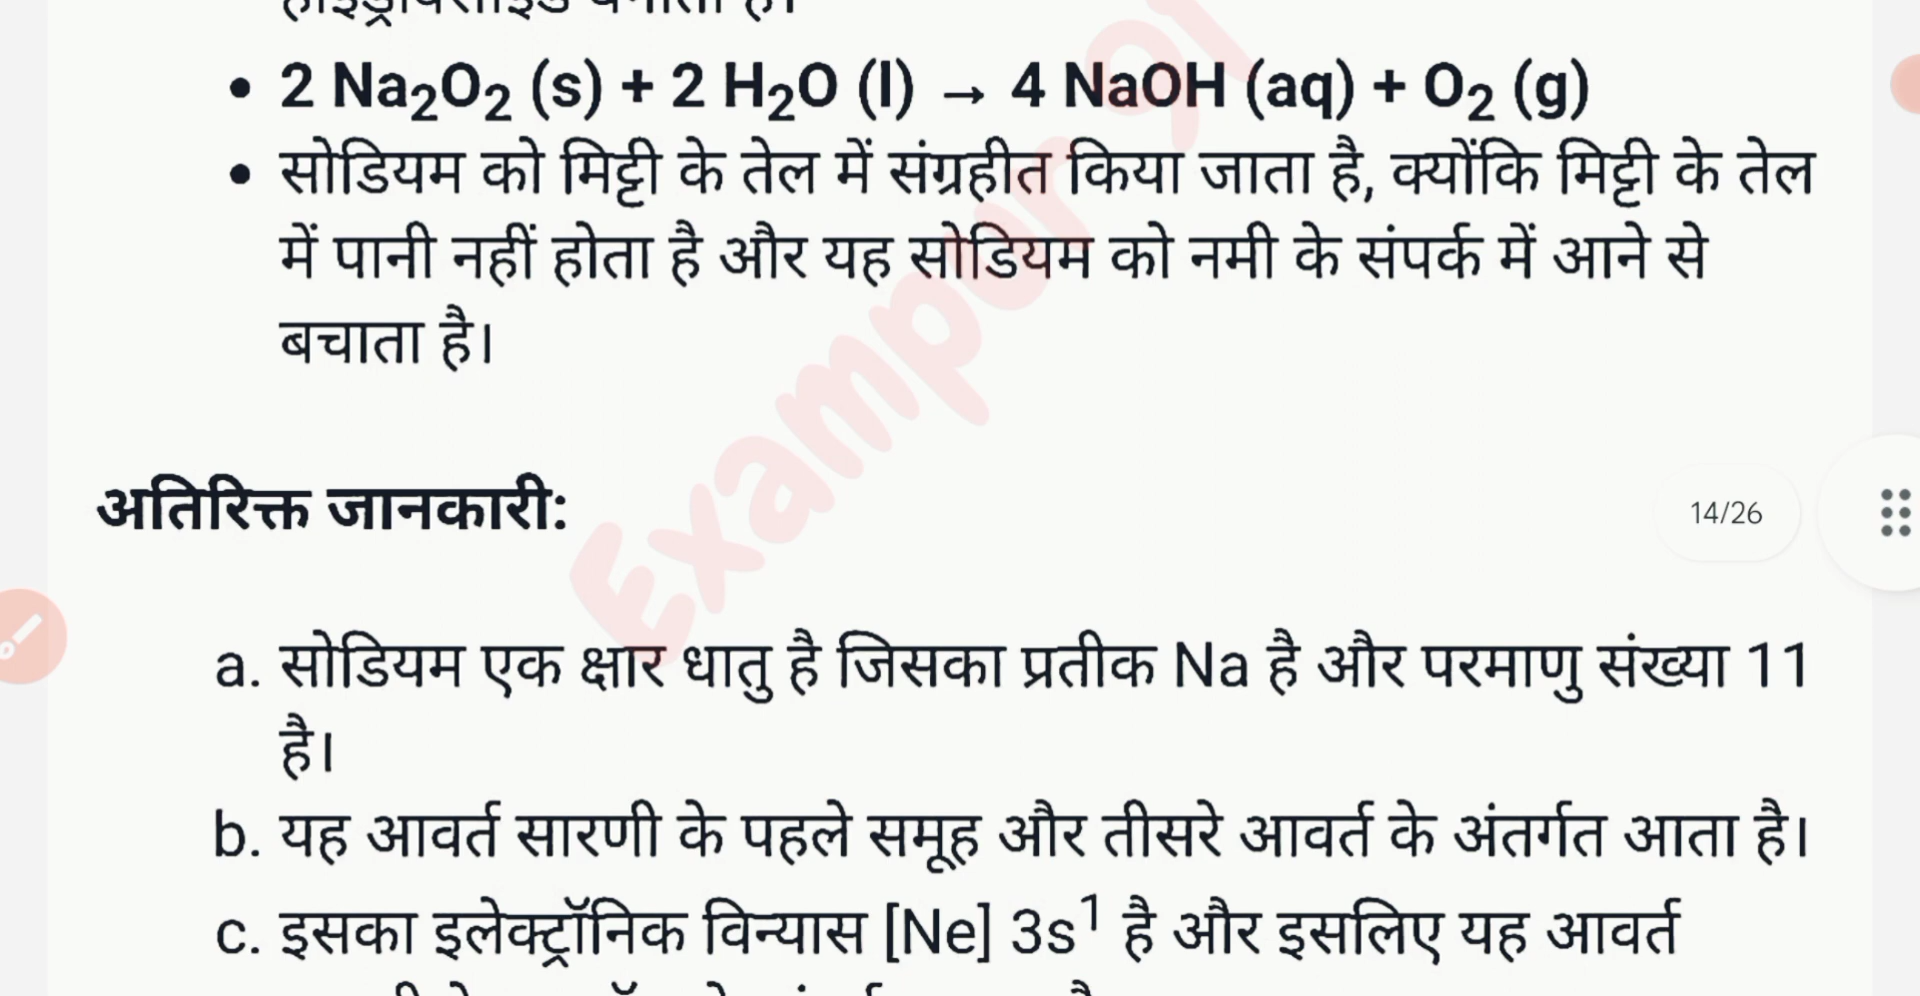 • 2 Na₂O₂ (s) + 2 H₂O (l) → 4 NaOH (aq) + O₂ (g)
• सोडियम को मिट्टी के तेल में संग्रहीत किया जाता है, क्योंकि मिट्टी के तेल
में पानी नहीं होता है और यह सोडियम को नमी के संपर्क में आने से
बचाता है।
अतिरिक्त जानकारी:
14/26
a. सोडियम एक क्षार धातु है जिसका प्रतीक Na है और परमाणु संख्या 11
है।
b. यह आवर्त सारणी के पहले समूह और तीसरे आवर्त के अंतर्गत आता है।
c. इसका इलेक्ट्रॉनिक विन्यास [Ne] 3s¹ है और इसलिए यह आवर्त